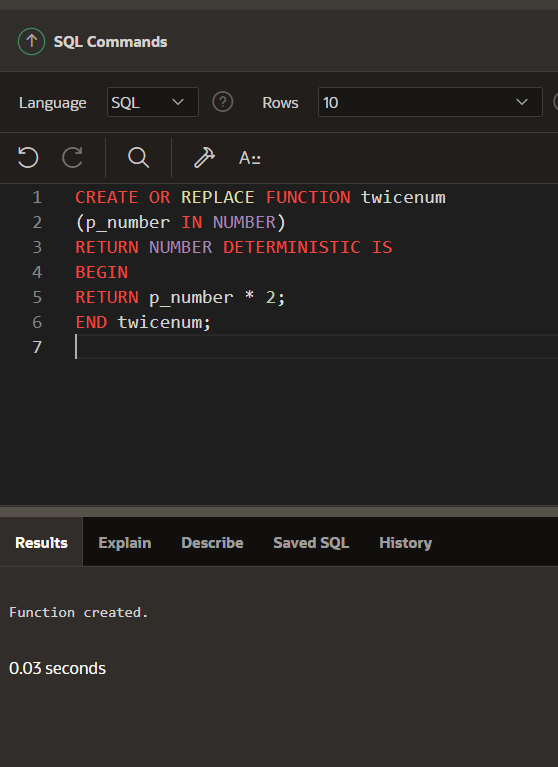 SQL Commands
Language SQL Rows 10
A::
1 CREATE OR REPLACE FUNCTION twicenum
2 (p_number IN NUMBER)
3 RETURN NUMBER DETERMINISTIC IS
4 BEGIN
5 RETURN p_number * 2;
6 END twicenum;
7
Results Explain Describe Saved SQL History
Function created.
0.03 seconds